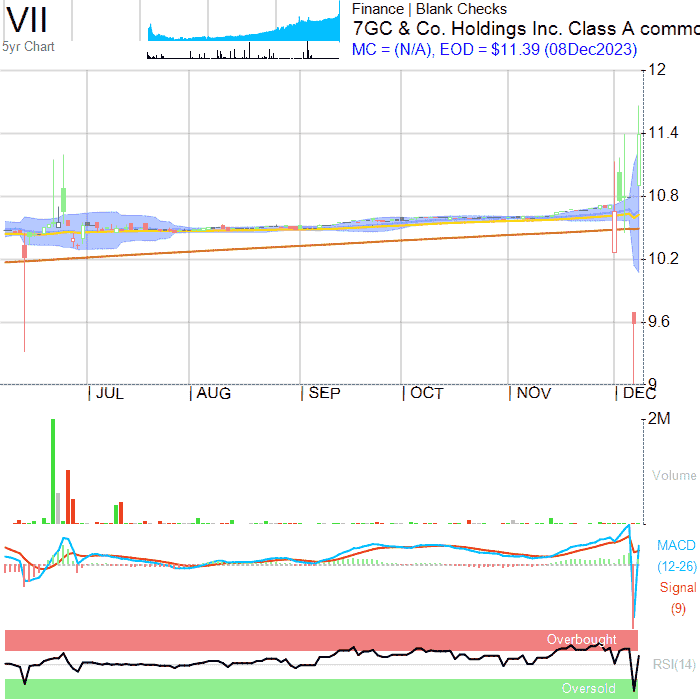 VII
5yr Chart
Finance | Blank Checks
7GC & Co. Holdings Inc. Class A commo
MC = (N/A), EOD = $11.39 (08Dec2023)
12
11.4
10.8
10.2
9.6
9
JUL AUG SEP OCT NOV DEC
2M
Volume
MACD
(12-26)
Signal
(9)
Overbought
RSI(14)
Oversold